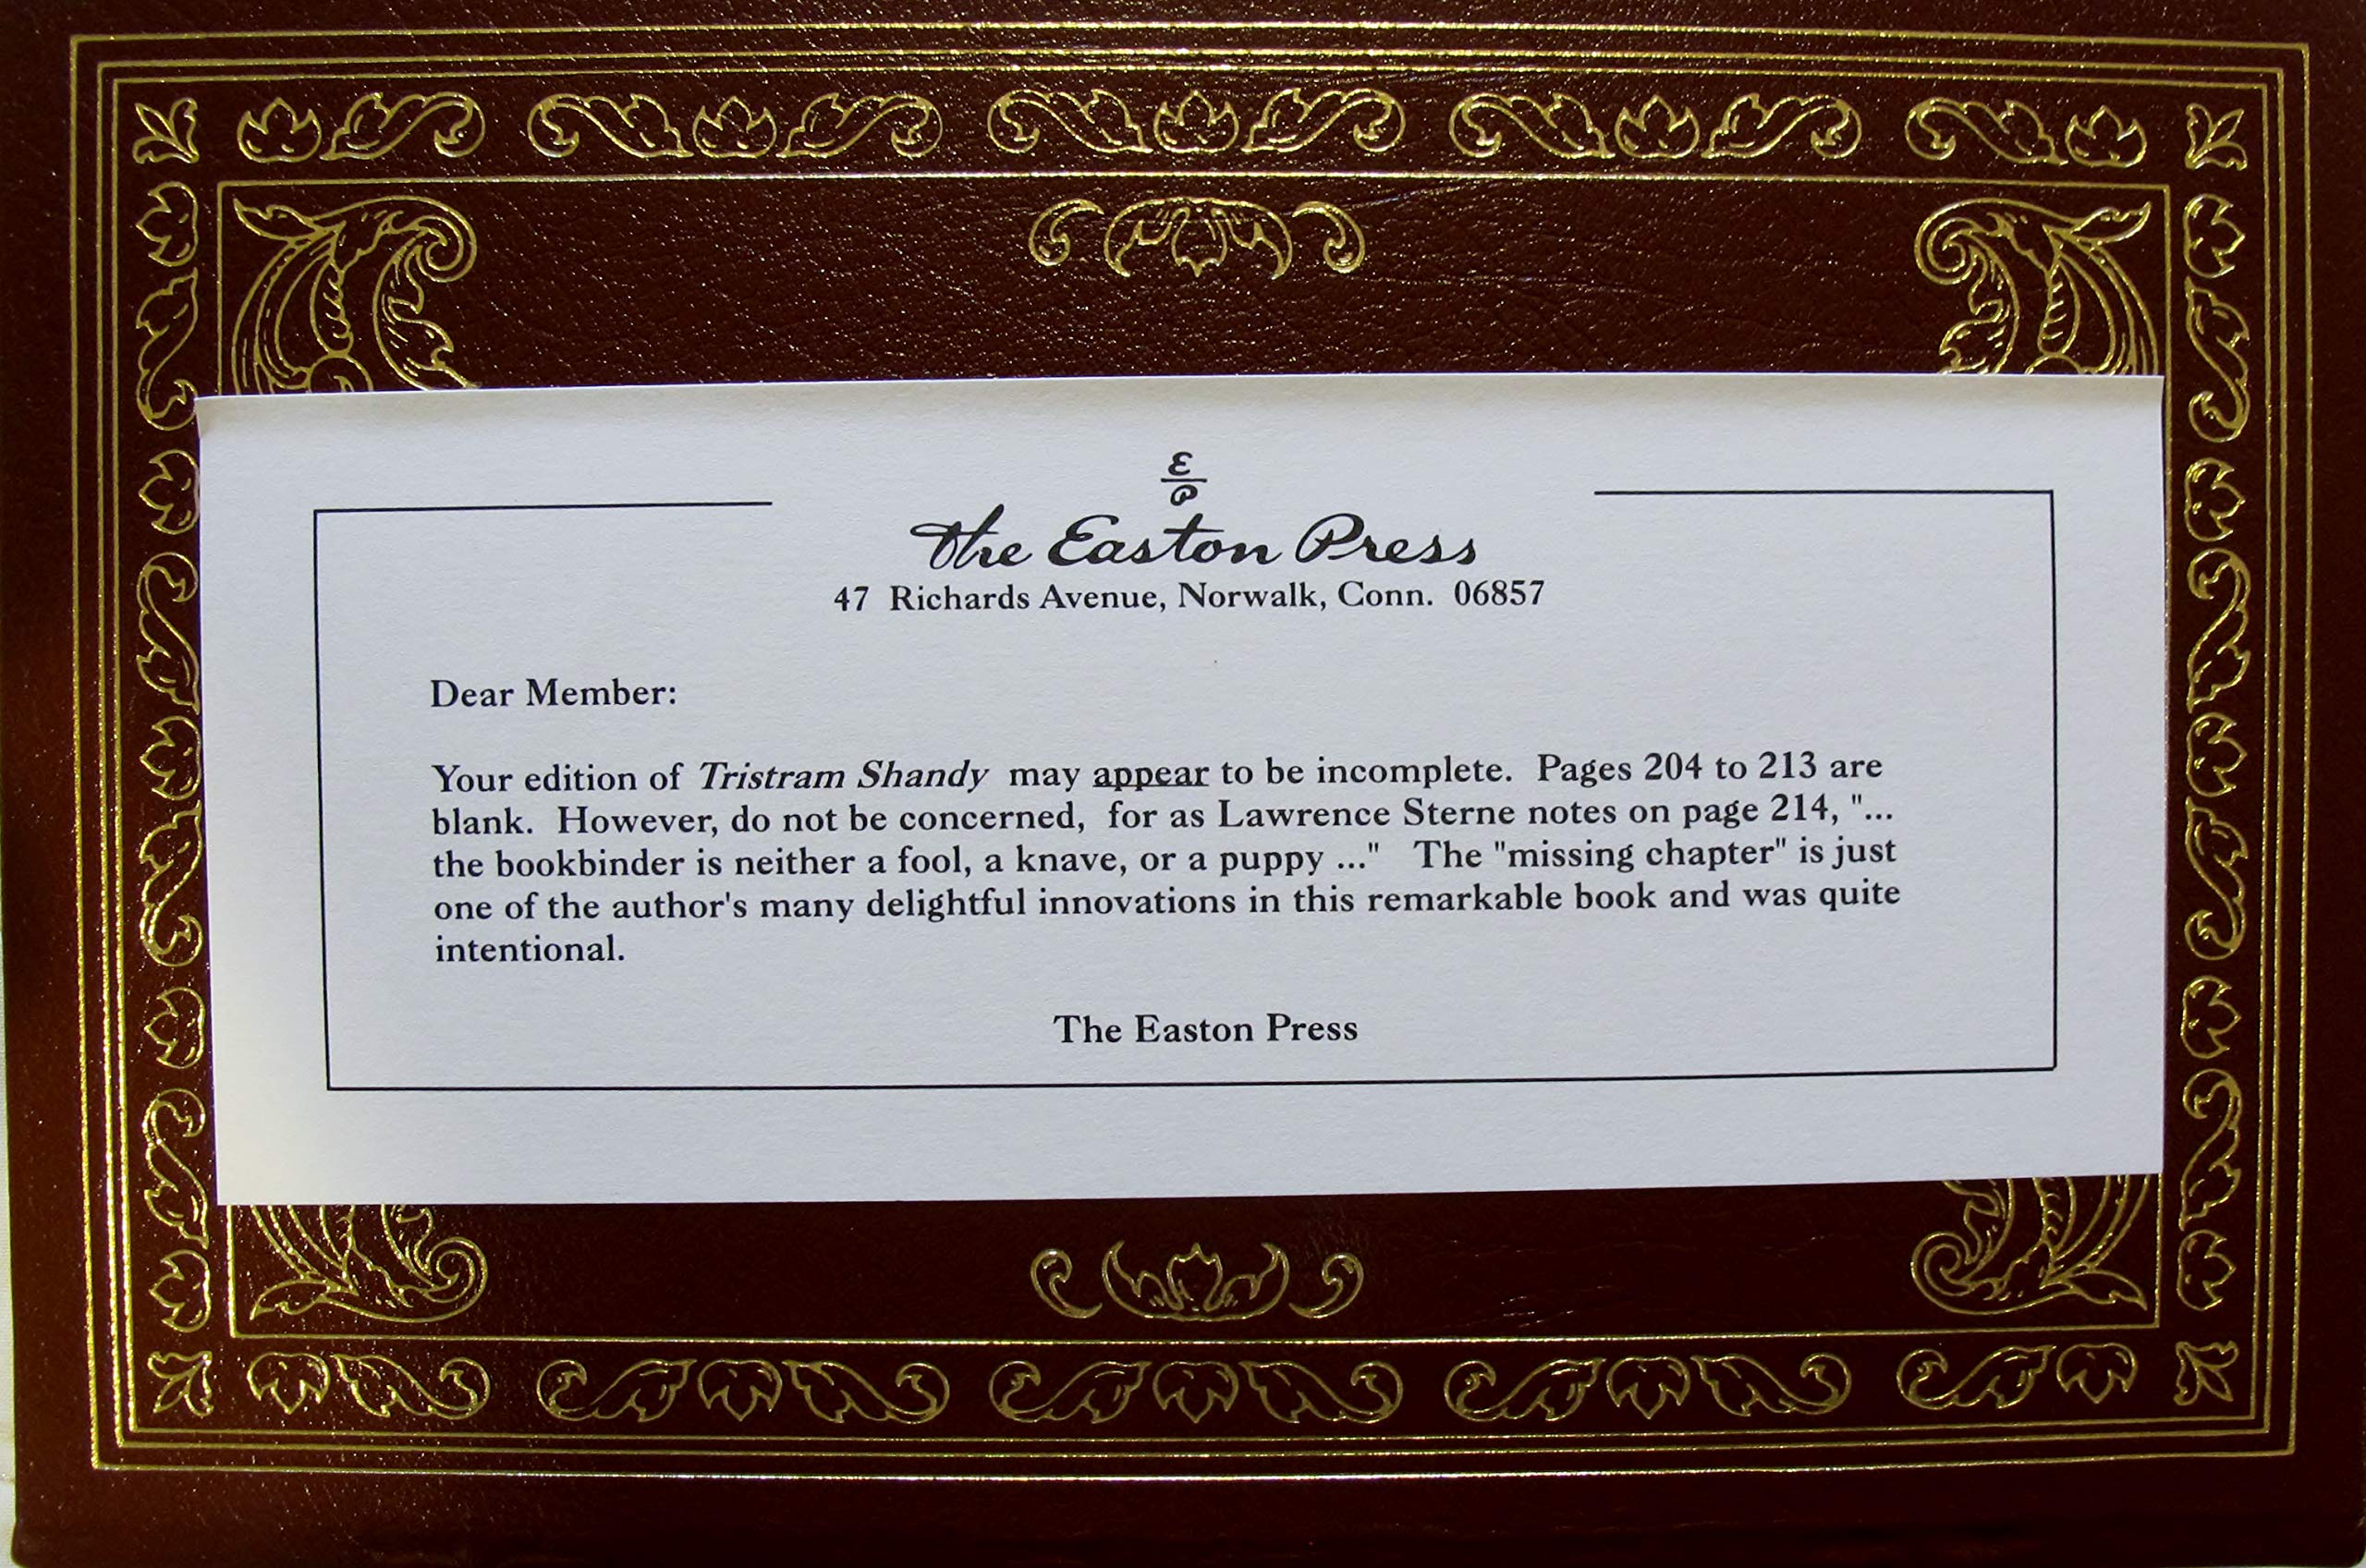 E
P
The Easton Press
47 Richards Avenue, Norwalk, Conn. 06857
Dear Member:
Your edition of Tristram Shandy may appear to be incomplete. Pages 204 to 213 are
blank. However, do not be concerned, for as Lawrence Sterne notes on page 214, "...
the bookbinder is neither a fool, a knave, or a puppy ..." The "missing chapter" is just
one of the author's many delightful innovations in this remarkable book and was quite
intentional.
The Easton Press